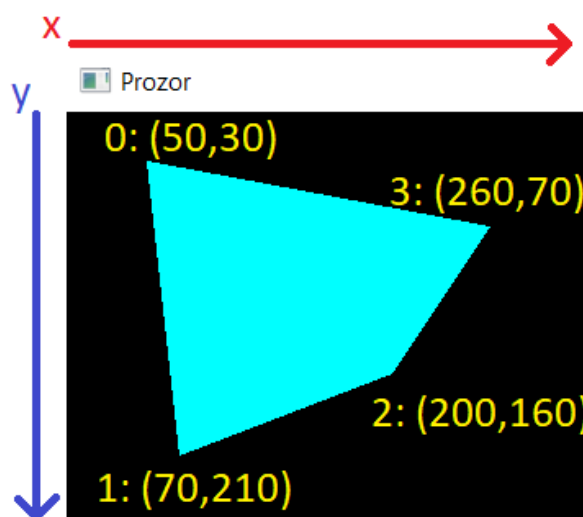 x
Prozor
y
0: (50,30)
3: (260,70)
2: (200,160)
1: (70,210)